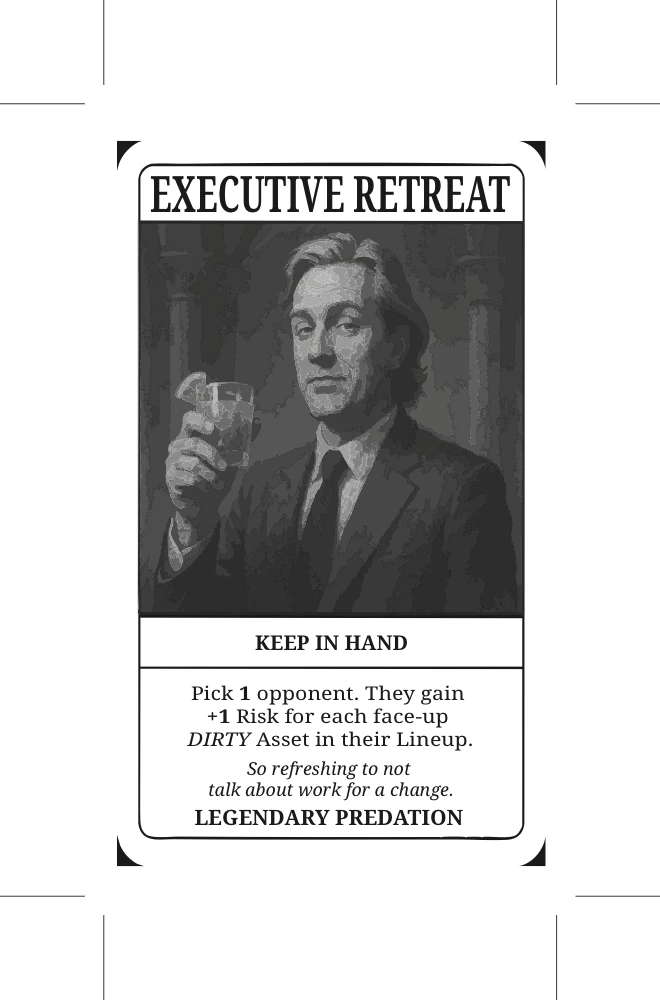 EXECUTIVE RETREAT
KEEP IN HAND
Pick 1 opponent. They gain
+1 Risk for each face-up
DIRTY Asset in their Lineup.
So refreshing to not
talk about work for a change.
LEGENDARY PREDATION